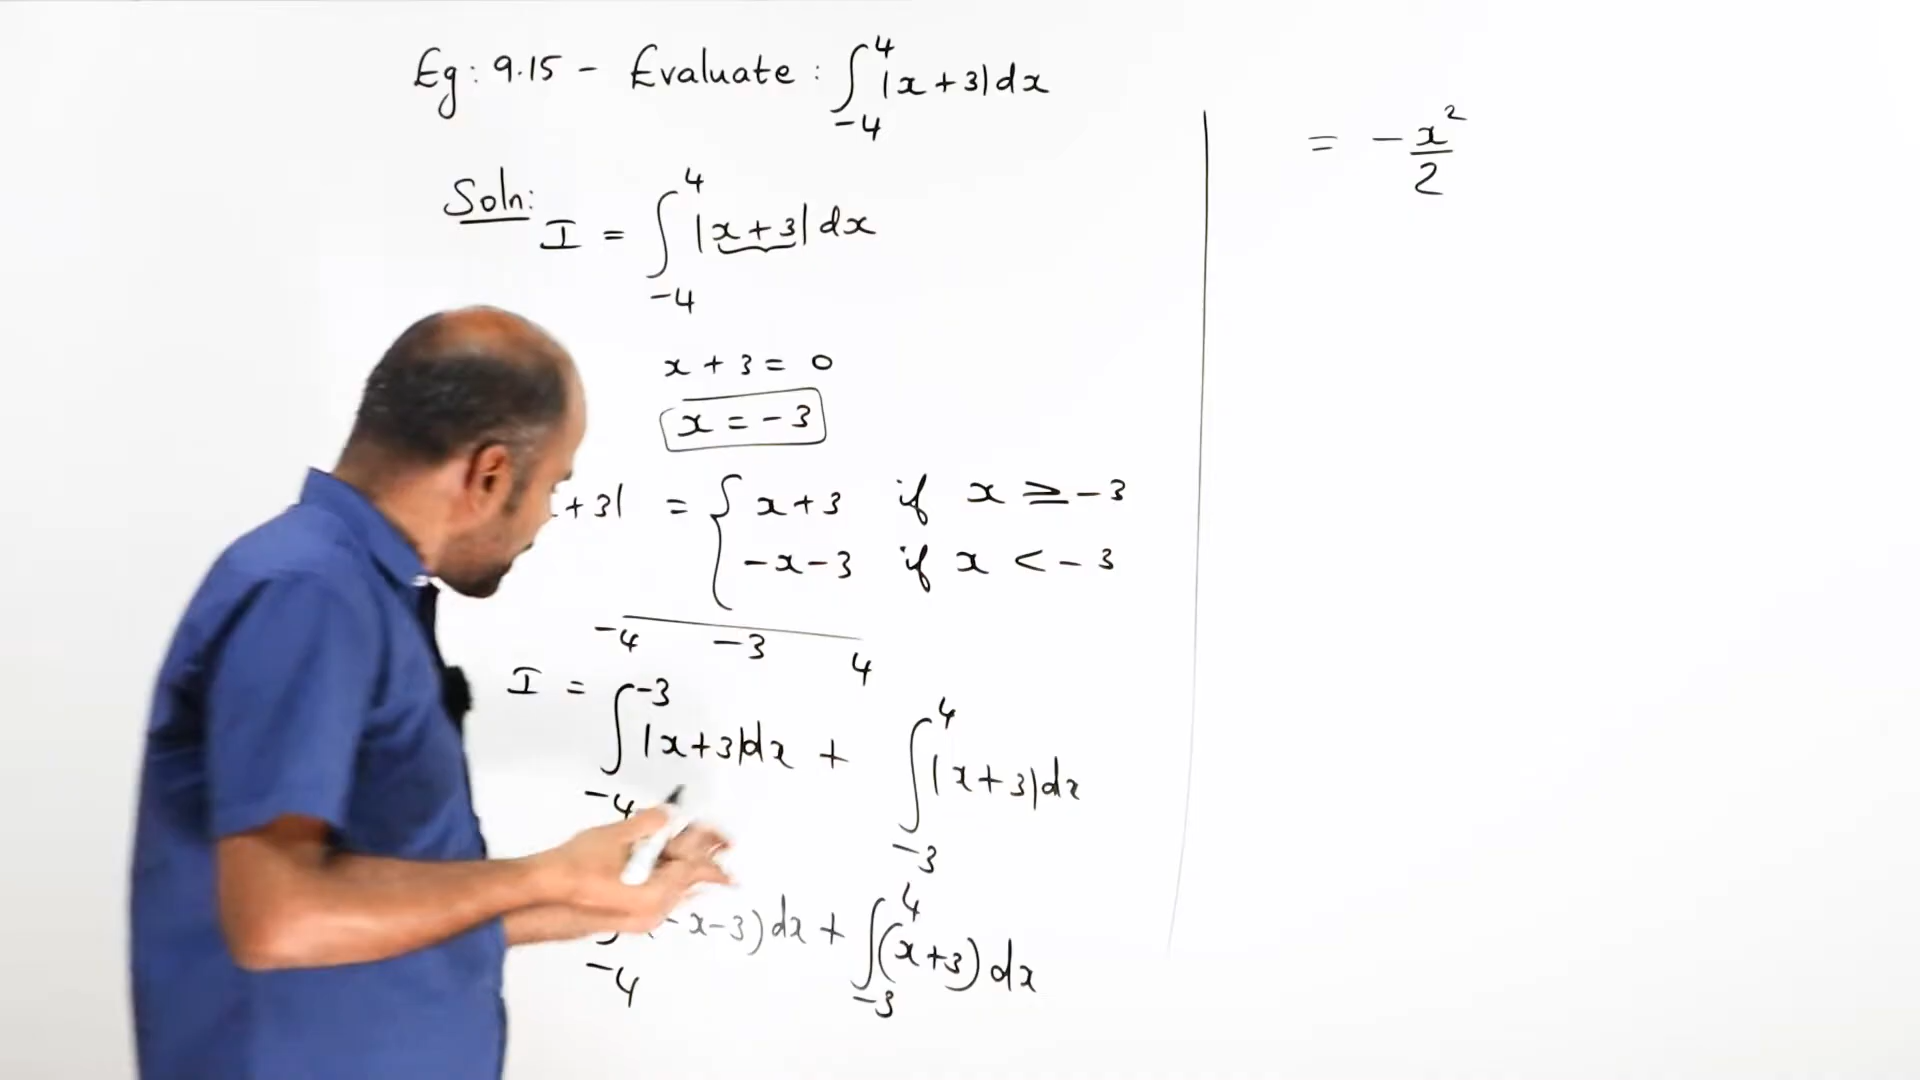 Eg: 9.15 - Evaluate: ∫_{-4}^{4} |x+3|dx
Soln:
I = ∫_{-4}^{4} |x+3|dx
x + 3 = 0
x = -3
+3| = { x+3 if x ≥ -3
-x-3 if x < -3
-4 -3 4
I = ∫_{-4}^{-3} |x+3|dx + ∫_{-3}^{4} |x+3|dx
∫_{-4} -x-3) dx + ∫_{-3}^{4} (x+3) dx
= -x²/2